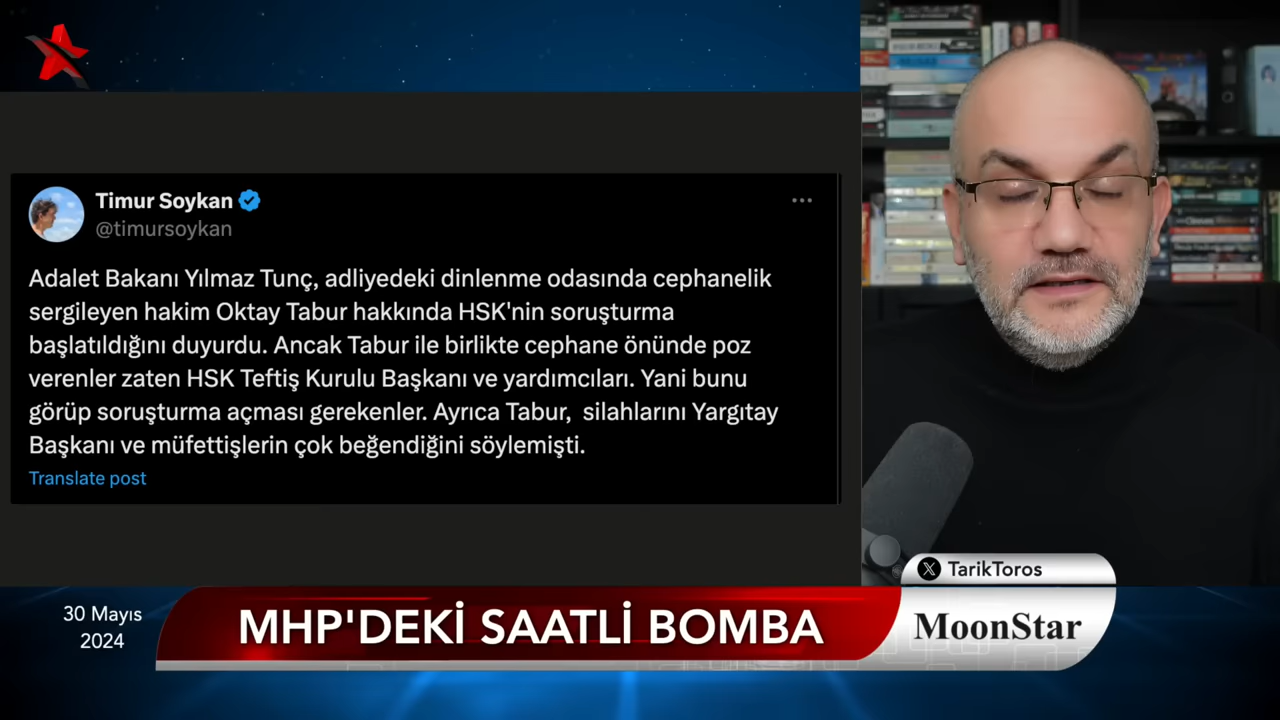 Timur Soykan
@timursoykan
Adalet Bakanı Yılmaz Tunç, adliyedeki dinlenme odasında cephanelik
sergileyen hakim Oktay Tabur hakkında HSK'nin soruşturma
başlatıldığını duyurdu. Ancak Tabur ile birlikte cephane önünde poz
verenler zaten HSK Teftiş Kurulu Başkanı ve yardımcıları. Yani bunu
görüp soruşturma açması gerekenler. Ayrıca Tabur, silahlarını Yargıtay
Başkanı ve müfettişlerin çok beğendiğini söylemişti.
Translate post
TarikToros
MoonStar
30 Mayıs
2024
MHP'DEKİ SAATLİ BOMBA